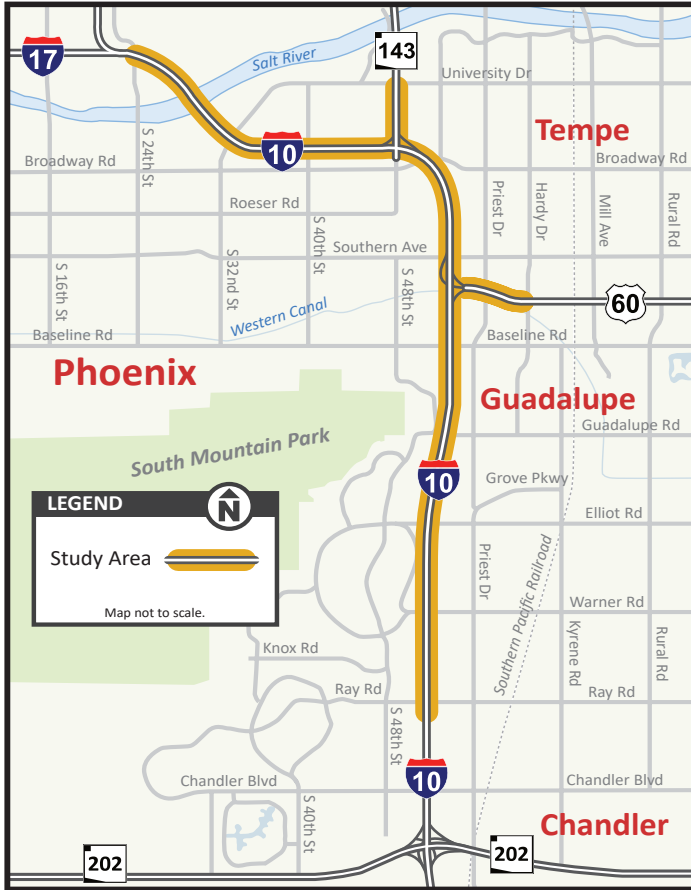 17
143
Salt River
University Dr
Tempe
S 24th St
10
Broadway Rd
Broadway Rd
Roeser Rd
Priest Dr
Hardy Dr
Mill Ave
Rural Rd
S 16th St
S 32nd St
S 40th St
Southern Ave
S 48th St
Western Canal
60
Baseline Rd
Baseline Rd
Phoenix
Guadalupe
Guadalupe Rd
South Mountain Park
10
Grove Pkwy
LEGEND
N
Elliot Rd
Study Area
Priest Dr
Southern Pacific Railroad
Warner Rd
Map not to scale.
Kyrene Rd
Rural Rd
Knox Rd
Ray Rd
Ray Rd
S 48th St
10
Chandler Blvd
Chandler Blvd
S 40th St
Chandler
202
202